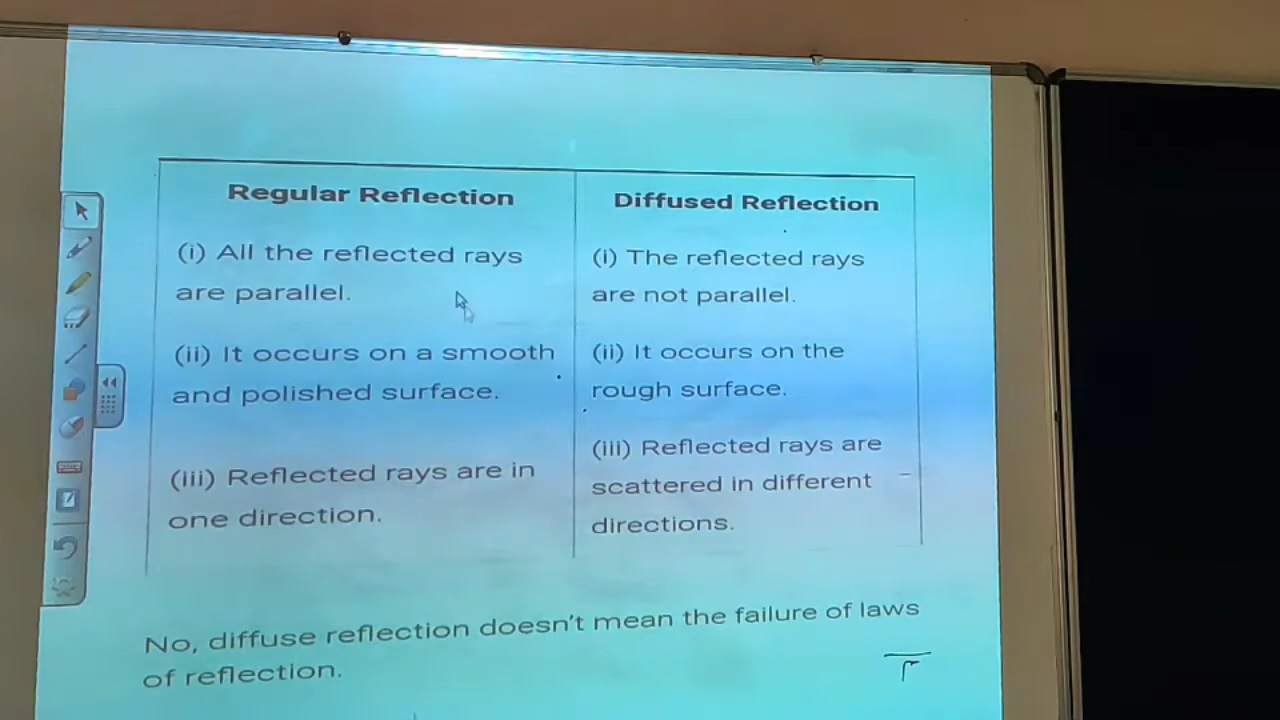 Regular Reflection
(i) All the reflected rays
are parallel.
(ii) It occurs on a smooth
and polished surface.
(iii) Reflected rays are in
one direction.
Diffused Reflection
(i) The reflected rays
are not parallel.
(ii) It occurs on the
rough surface.
(iii) Reflected rays are
scattered in different
directions.
No, diffuse reflection doesn't mean the failure of laws
of reflection.